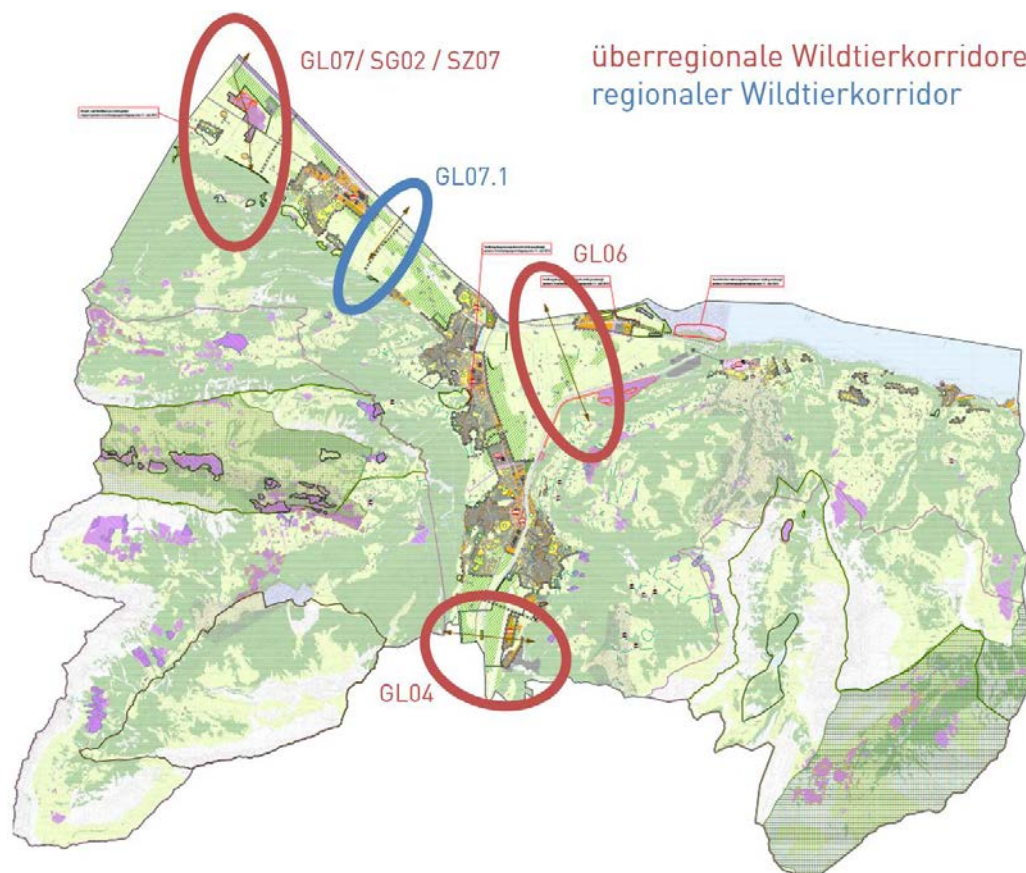 GL07/ SG02 / SZ07
überregionale Wildtierkorridore
regionaler Wildtierkorridor
GL07.1
GL06
GL04